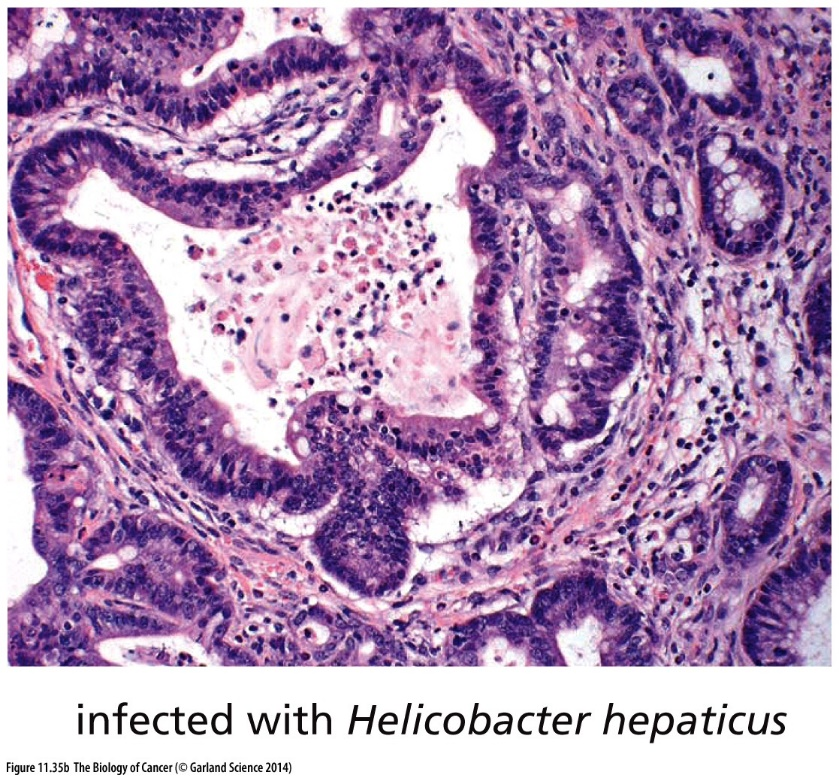 infected with Helicobacter hepaticus
Figure 11.35b The Biology of Cancer (© Garland Science 2014)